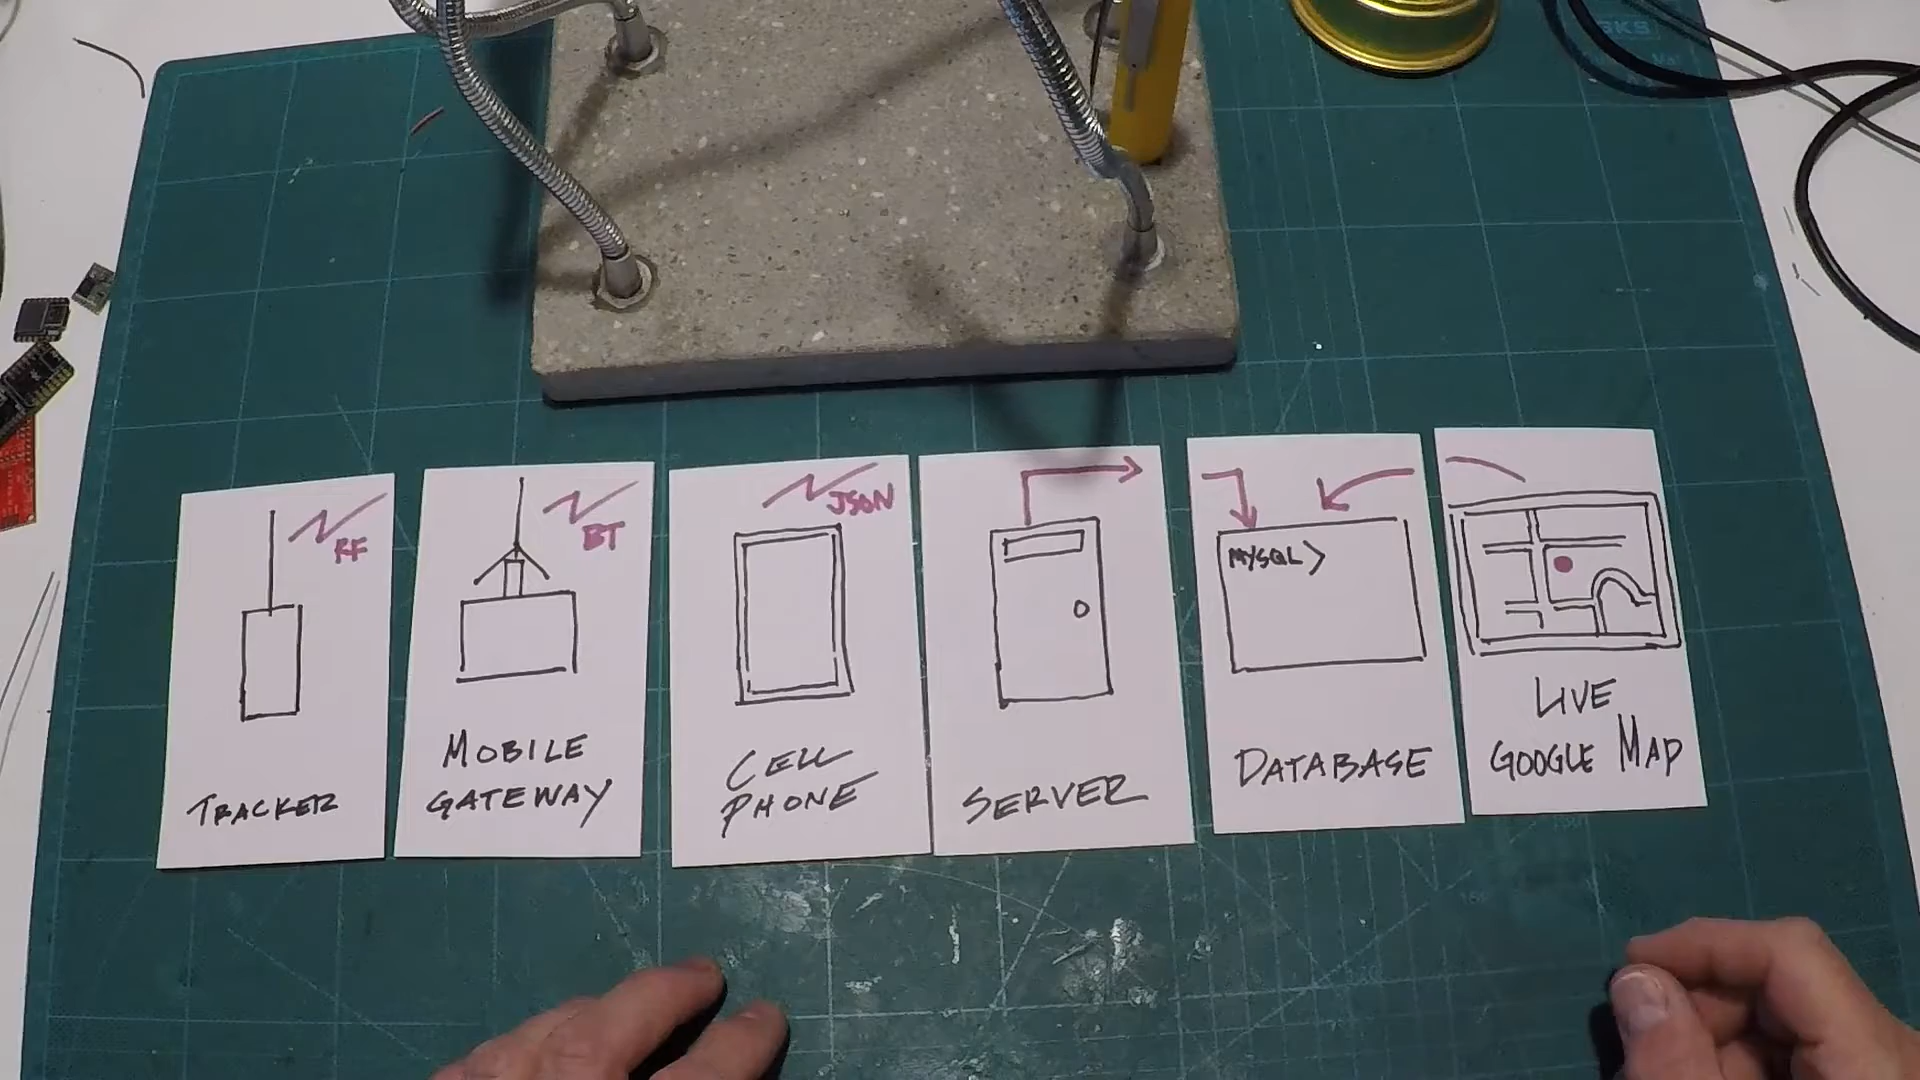 RF
TRACKER
BT
MOBILE
GATEWAY
JSON
CELL
PHONE
SERVER
MYSQL>
DATABASE
LIVE
GOOGLE MAP